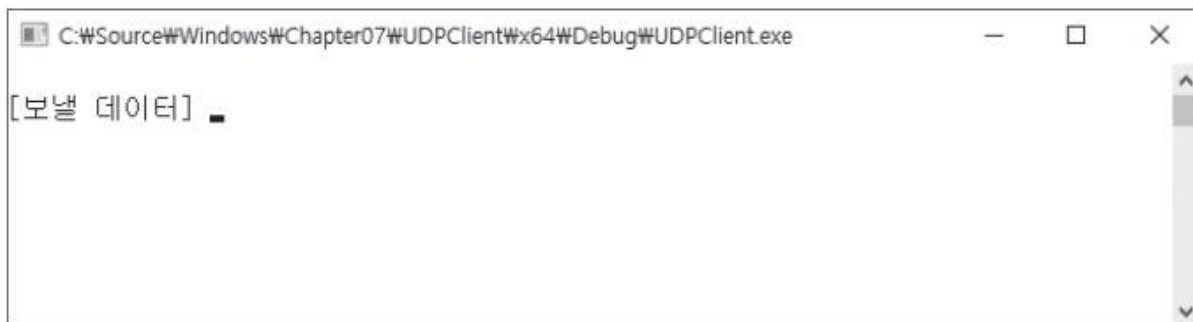 C:₩Source₩Windows₩Chapter07₩UDPClient₩x64₩Debug₩UDPClient.exe
[보낼 데이터] _